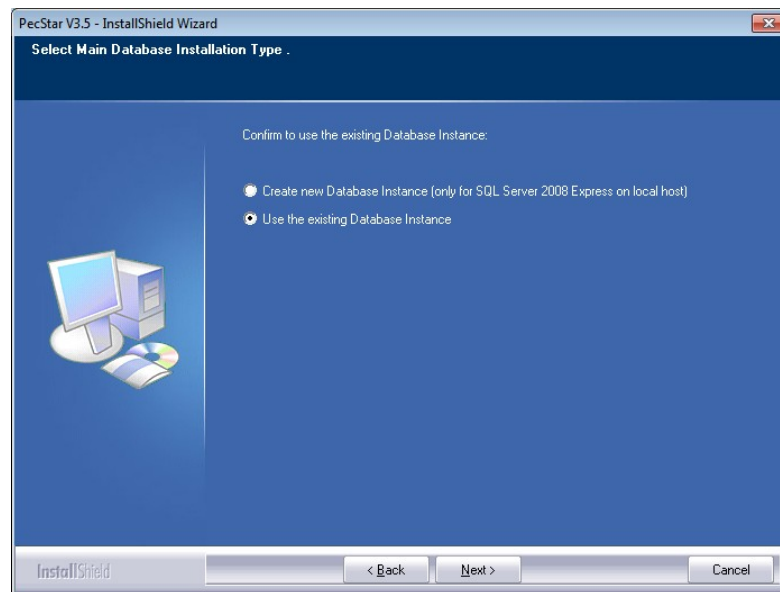 PecStar V3.5 - InstallShield Wizard
Select Main Database Installation Type .
Confirm to use the existing Database Instance:
Create new Database Instance (only for SQL Server 2008 Express on local host)
Use the existing Database Instance
InstallShield
< Back
Next >
Cancel